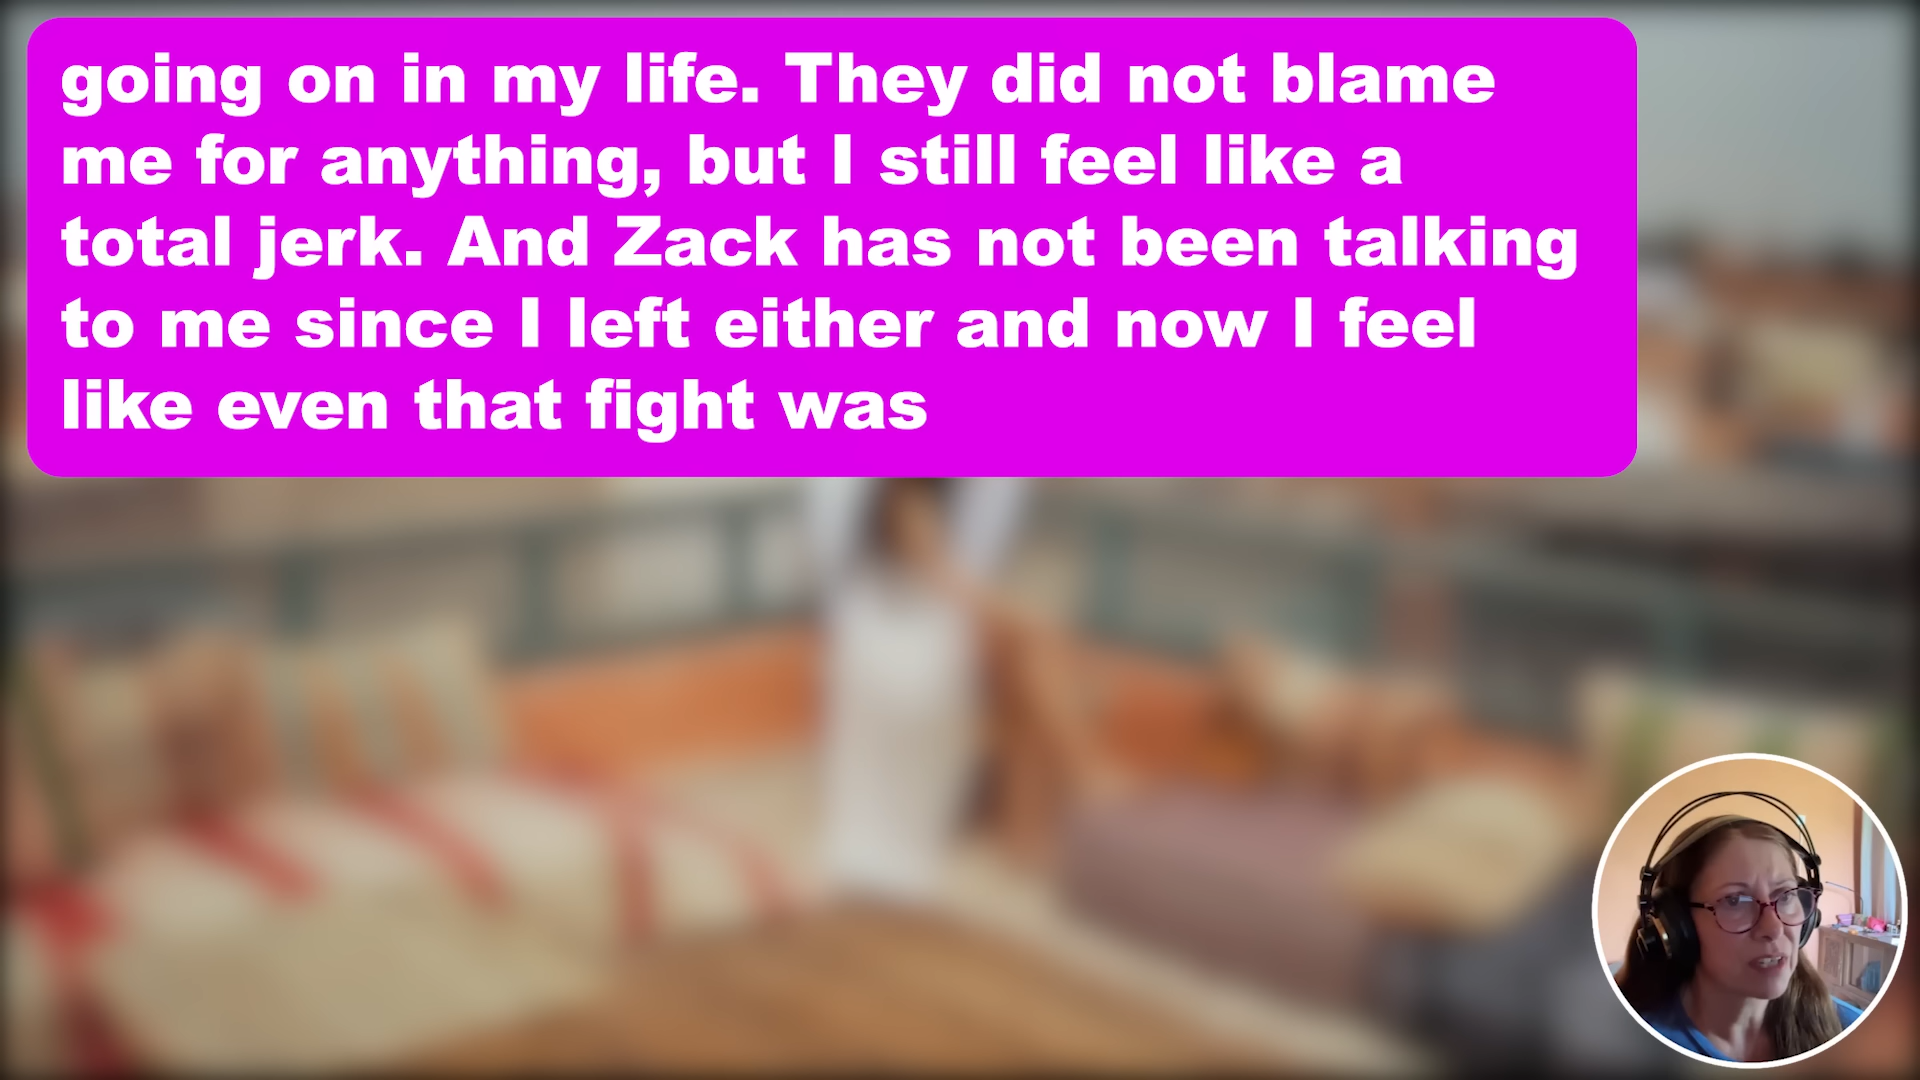 going on in my life. They did not blame
me for anything, but I still feel like a
total jerk. And Zack has not been talking
to me since I left either and now I feel
like even that fight was